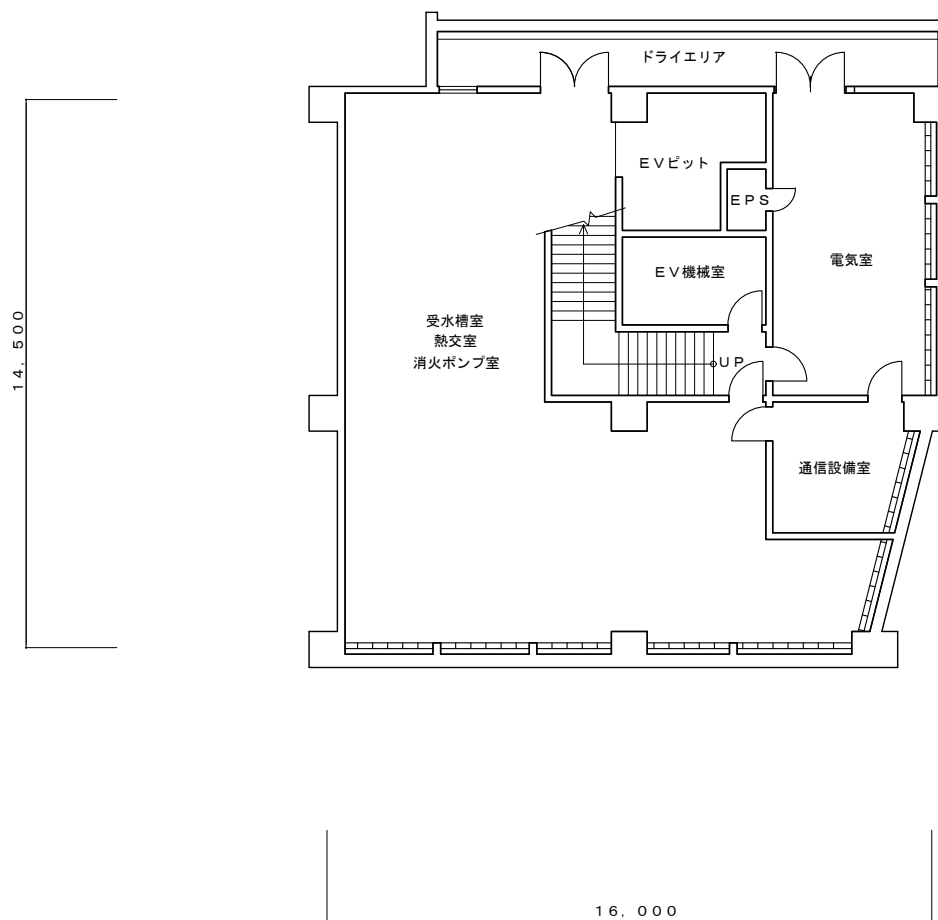 ドライエリア
EVピット
EPS
電気室
EV機械室
受水槽室
熱交室
消火ポンプ室
UP
通信設備室
14,500
16,000